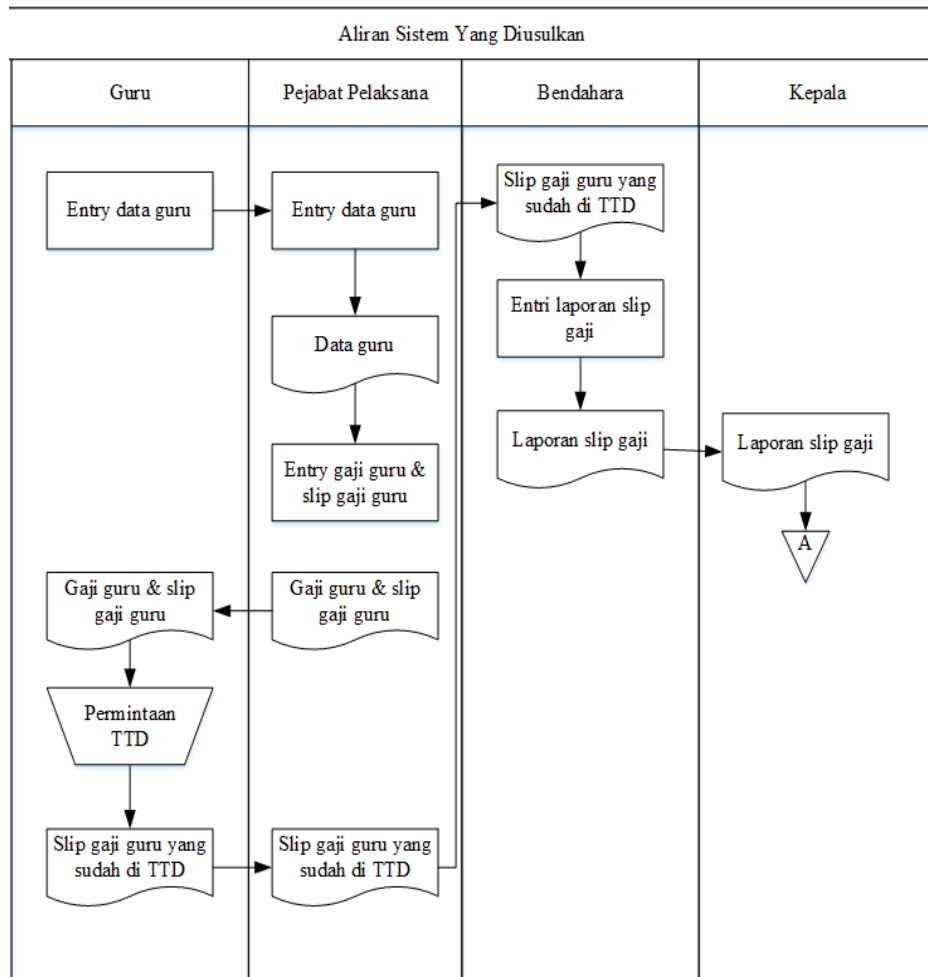 Aliran Sistem Yang Diusulkan
Guru
Pejabat Pelaksana
Bendahara
Kepala
Entry data guru
Entry data guru
Data guru
Entry gaji guru &
slip gaji guru
Gaji guru & slip
gaji guru
Gaji guru & slip
gaji guru
Permintaan
TTD
Slip gaji guru yang
sudah di TTD
Slip gaji guru yang
sudah di TTD
Slip gaji guru yang
sudah di TTD
Entri laporan slip
gaji
Laporan slip gaji
Laporan slip gaji
A